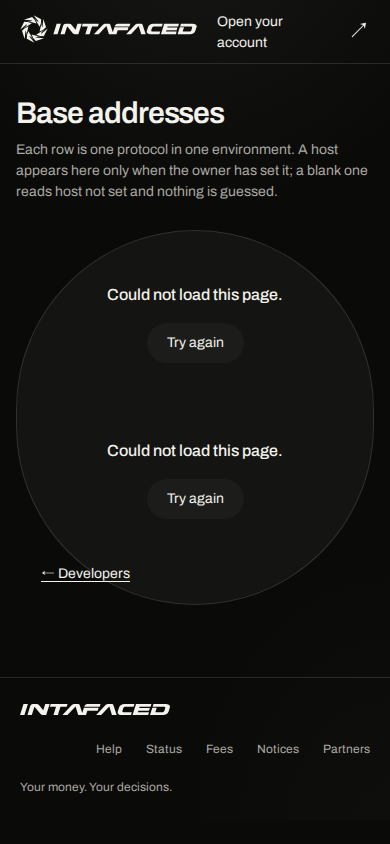 INTAFACED
Open your
account
↗
Base addresses
Each row is one protocol in one environment. A host
appears here only when the owner has set it; a blank one
reads host not set and nothing is guessed.
Could not load this page.
Try again
Could not load this page.
Try again
← Developers
INTAFACED
Help Status Fees Notices Partners
Your money. Your decisions.